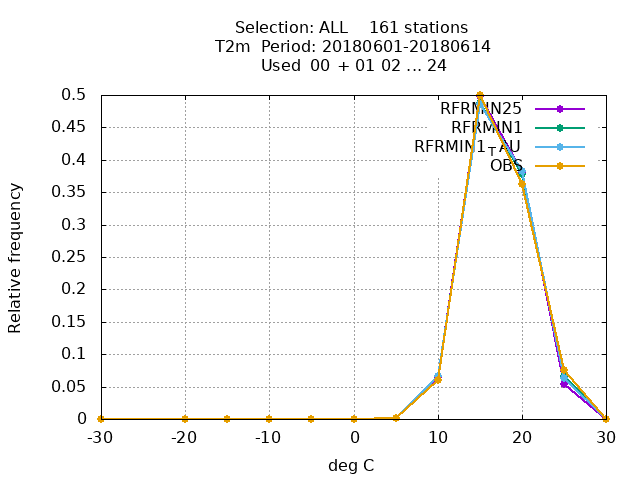 Selection: ALL    161 stations
T2m  Period: 20180601-20180614
Used  00 + 01 02 ... 24
RFRMIN25
RFRMIN1
RFRMIN1_TAU
OBS
0.5
0.45
0.4
0.35
0.3
0.25
0.2
0.15
0.1
0.05
0
-30
-20
-10
0
10
20
30
Relative frequency
deg C